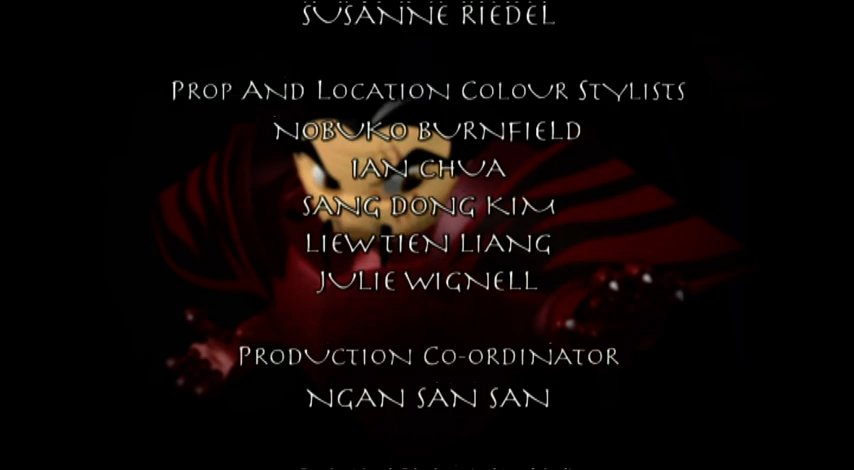 SUSANNE RIEDEL
PROP AND LOCATION COLOUR STYLISTS
NOBUKO BURNFIELD
IAN CHUA
SANG DONG KIM
LIEW TIEN LIANG
JULIE WIGNELL
PRODUCTION CO-ORDINATOR
NGAN SAN SAN